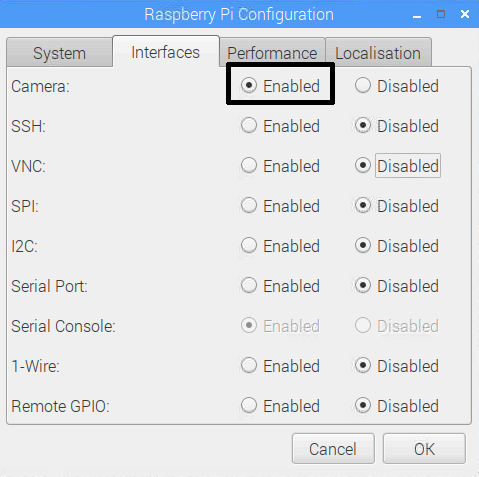 Raspberry Pi Configuration
System Interfaces Performance Localisation
Camera: Enabled Disabled
SSH: Enabled Disabled
VNC: Enabled Disabled
SPI: Enabled Disabled
I2C: Enabled Disabled
Serial Port: Enabled Disabled
Serial Console: Enabled Disabled
1-Wire: Enabled Disabled
Remote GPIO: Enabled Disabled
Cancel OK